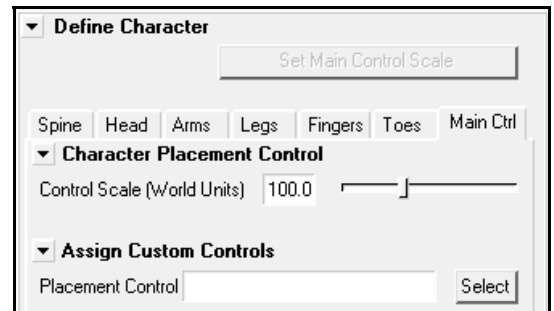 Define Character
Set Main Control Scale
Spine Head Arms Legs Fingers Toes Main Ctrl
Character Placement Control
Control Scale (World Units) 100.0
Assign Custom Controls
Placement Control Select